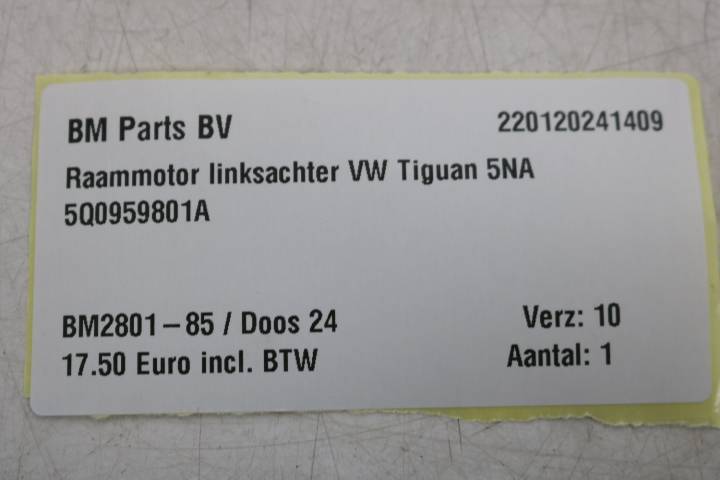 BM Parts BV 220120241409
Raammotor linksachter VW Tiguan 5NA
5Q0959801A
BM2801-85 / Doos 24 Verz: 10
17.50 Euro incl. BTW Aantal: 1